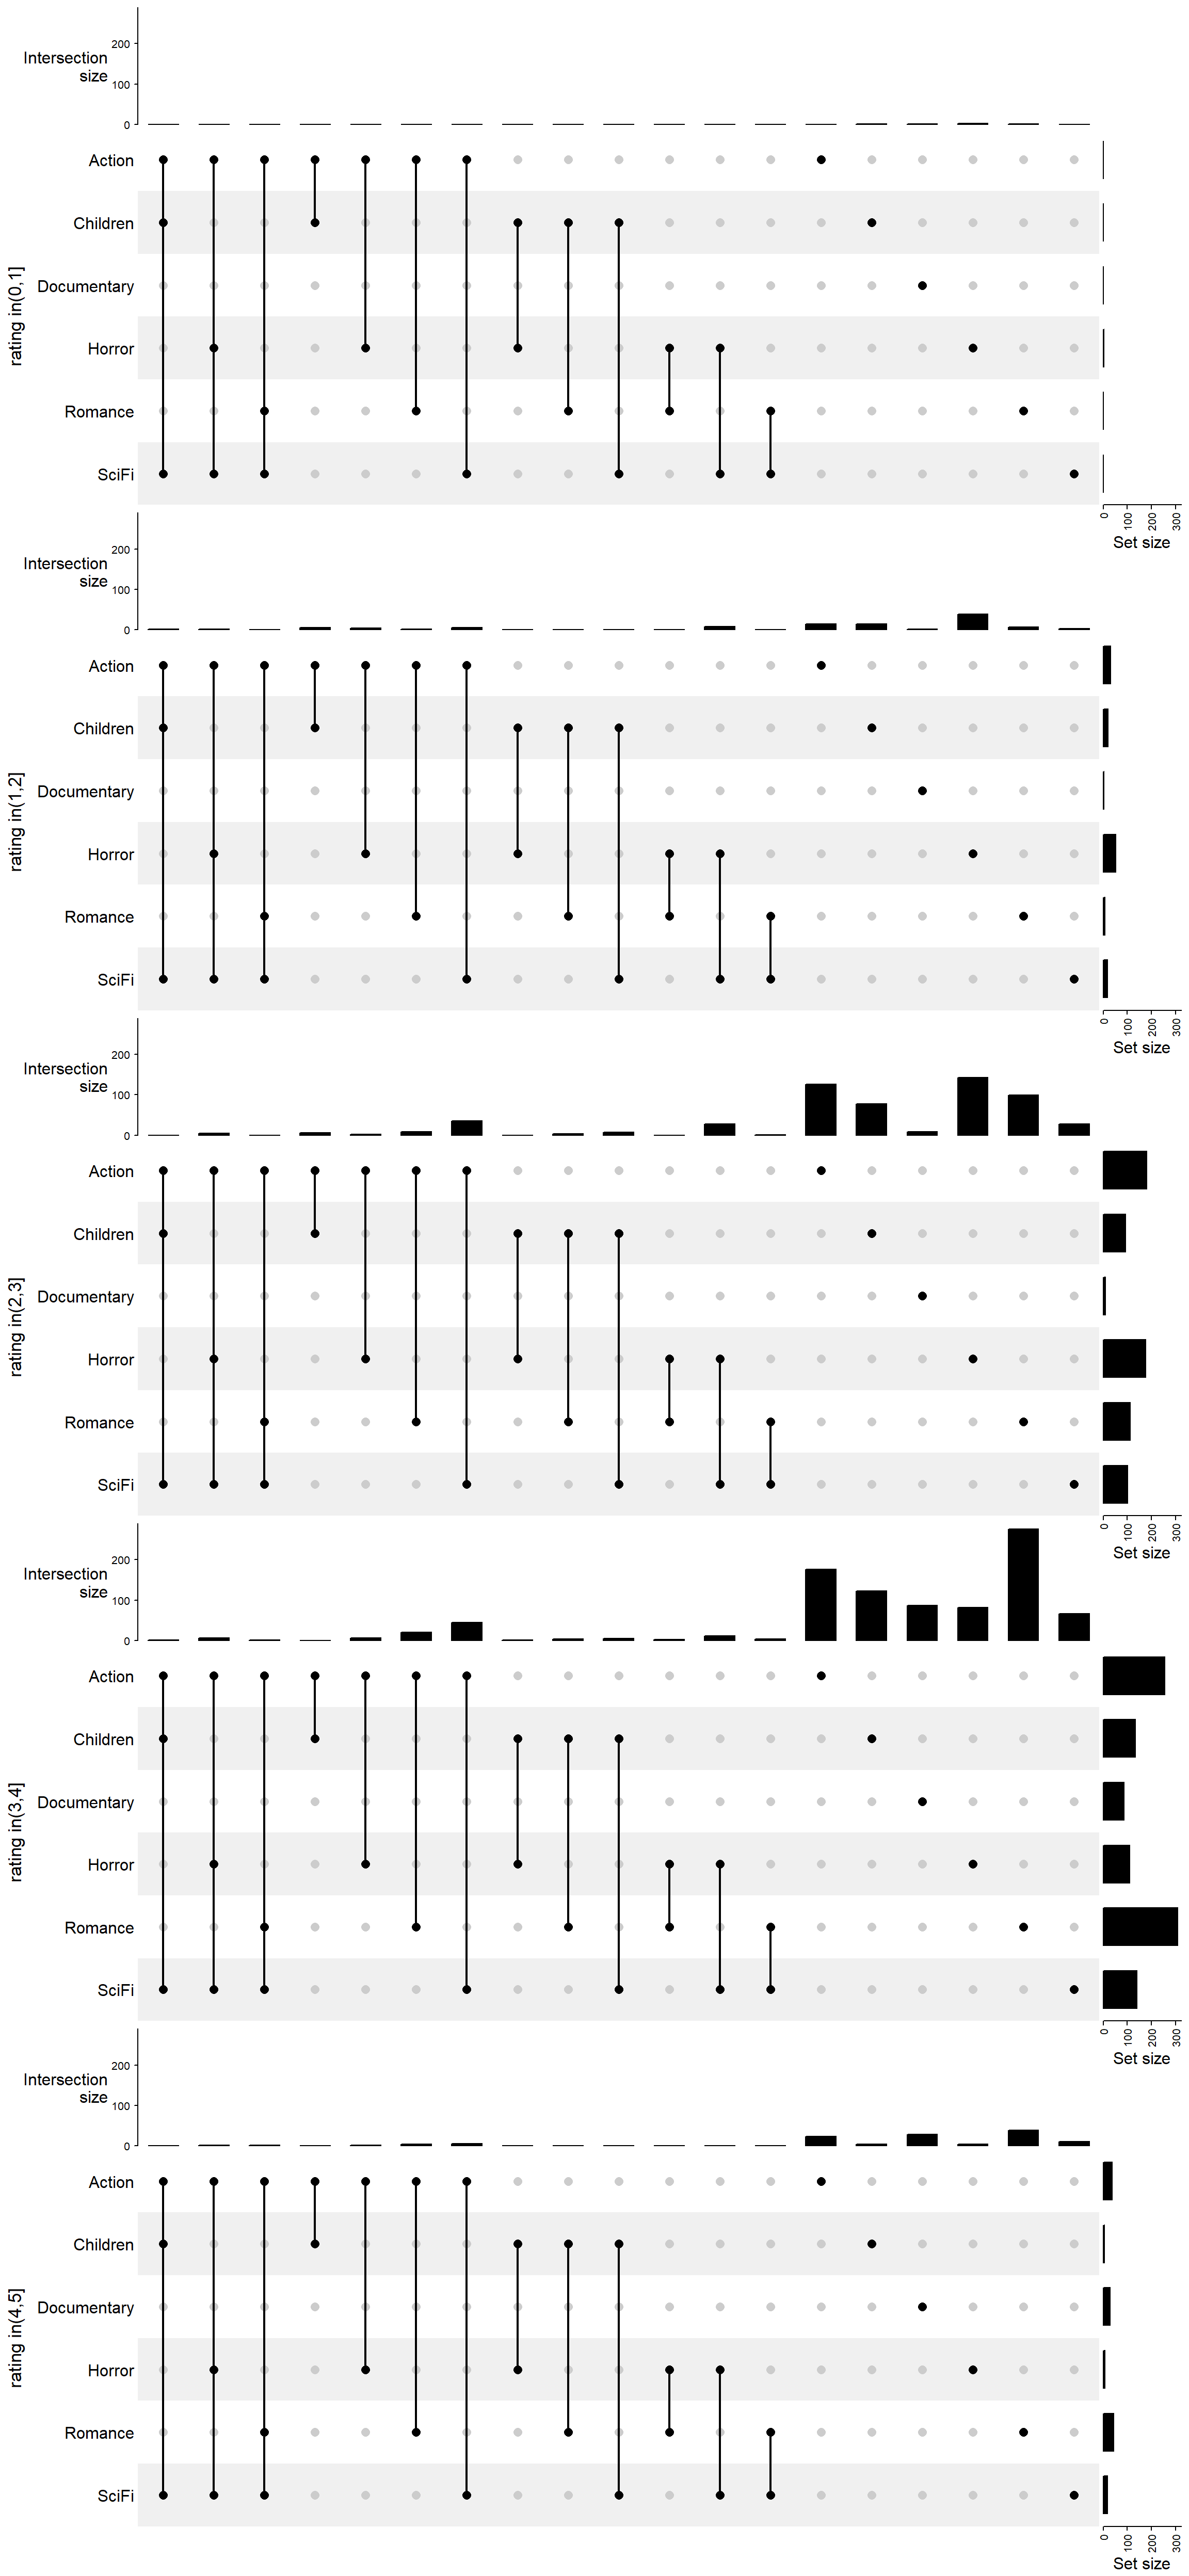 200
Intersection
size
100
0
Action
Children
Documentary
Horror
Romance
SciFi
rating in(0,1]
0 100 200 300
Set size
200
Intersection
size
100
0
Action
Children
Documentary
Horror
Romance
SciFi
rating in(1,2]
0 100 200 300
Set size
200
Intersection
size
100
0
Action
Children
Documentary
Horror
Romance
SciFi
rating in(2,3]
0 100 200 300
Set size
200
Intersection
size
100
0
Action
Children
Documentary
Horror
Romance
SciFi
rating in(3,4]
0 100 200 300
Set size
200
Intersection
size
100
0
Action
Children
Documentary
Horror
Romance
SciFi
rating in(4,5]
0 100 200 300
Set size